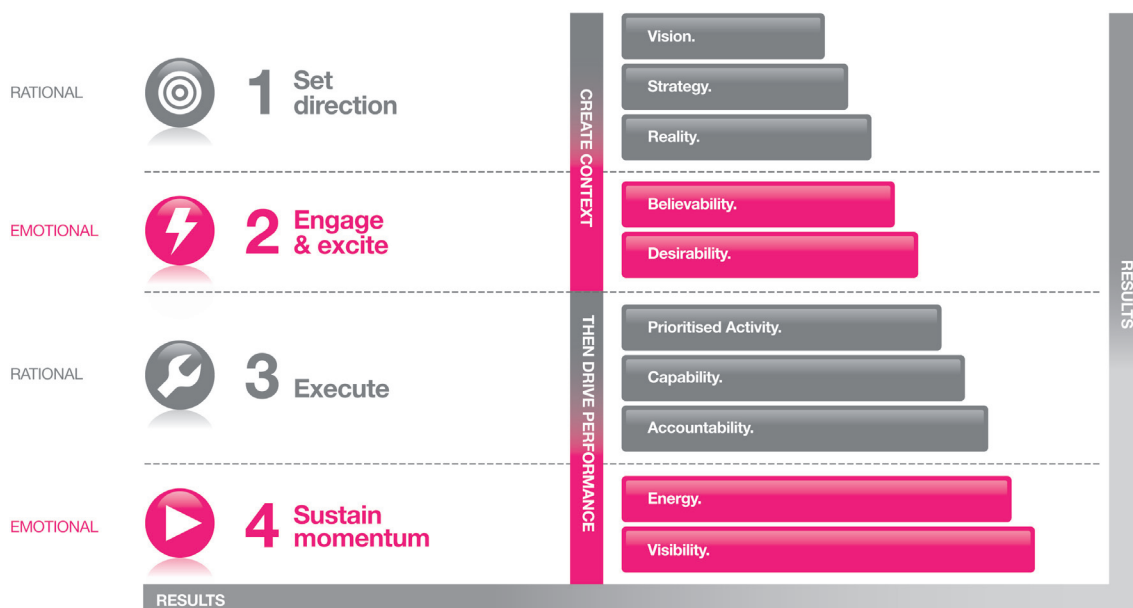 RATIONAL
1
Set
direction
Vision.
Strategy.
Reality.
CREATE CONTEXT
EMOTIONAL
2
Engage
& excite
Believability.
Desirability.
RATIONAL
3
Execute
Prioritised Activity.
Capability.
Accountability.
THEN DRIVE PERFORMANCE
EMOTIONAL
4
Sustain
momentum
Energy.
Visibility.
RESULTS
RESULTS